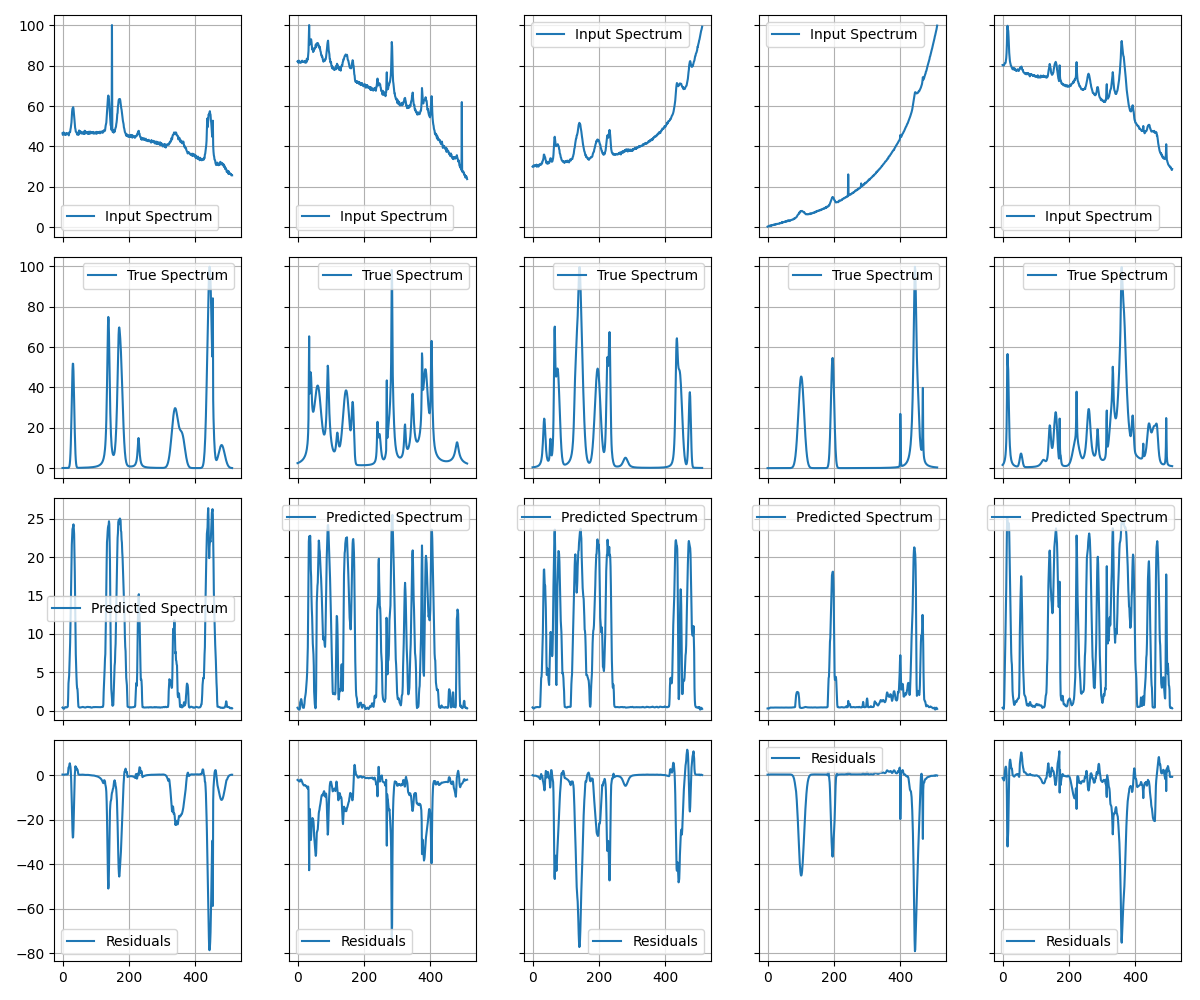 100
80
60
40
20
0
Input Spectrum
Input Spectrum
Input Spectrum
Input Spectrum
Input Spectrum
100
80
60
40
20
0
True Spectrum
True Spectrum
True Spectrum
True Spectrum
True Spectrum
25
20
15
10
5
0
Predicted Spectrum
Predicted Spectrum
Predicted Spectrum
Predicted Spectrum
Predicted Spectrum
0
−20
−40
−60
−80
Residuals
Residuals
Residuals
Residuals
Residuals
0 200 400
0 200 400
0 200 400
0 200 400
0 200 400